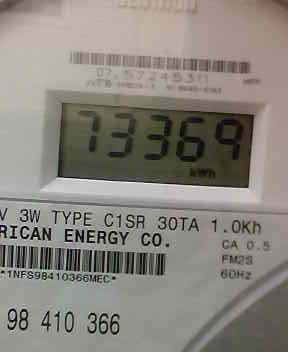 73369
kWh
V 3W TYPE C1SR 30TA 1.0Kh
RICAN ENERGY CO.
CA 0.5
FM2S
60Hz
*1NFS98410366MEC*
98 410 366